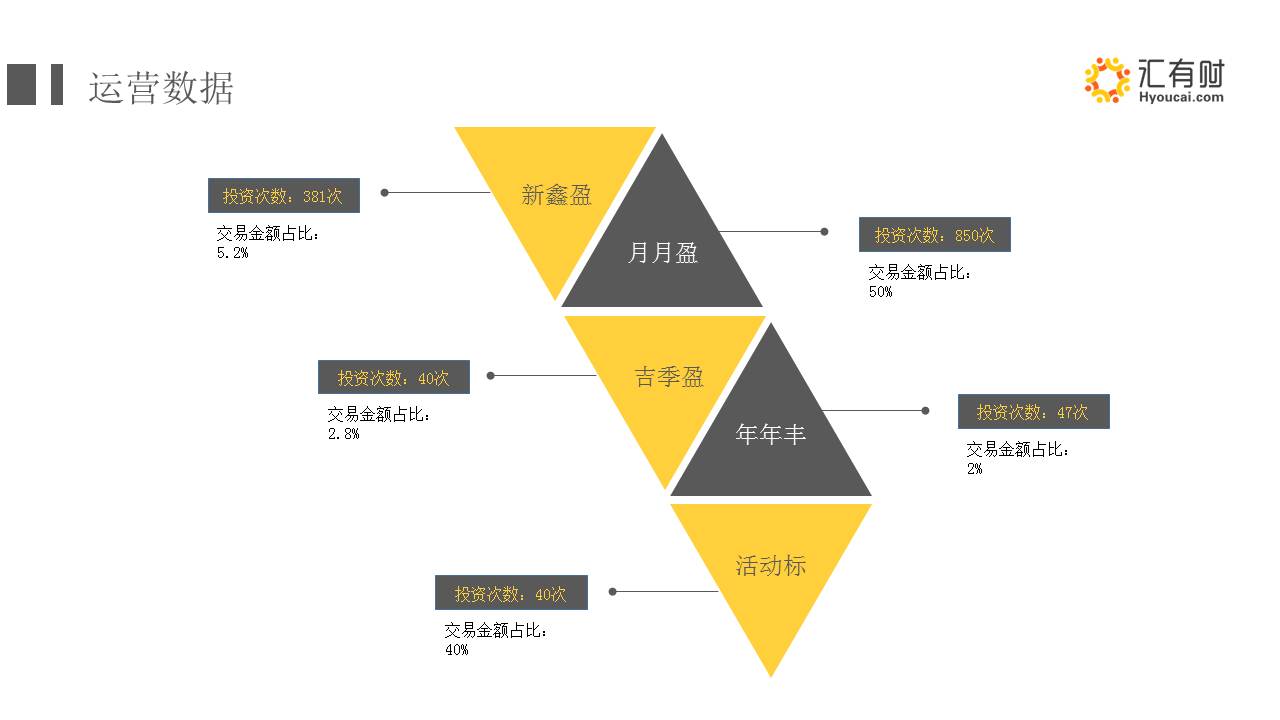 运营数据
汇有财
Hyoucai.com
新鑫盈
投资次数：381次
交易金额占比：
5.2%
月月盈
投资次数：850次
交易金额占比：
50%
吉季盈
投资次数：40次
交易金额占比：
2.8%
年年丰
投资次数：47次
交易金额占比：
2%
活动标
投资次数：40次
交易金额占比：
40%